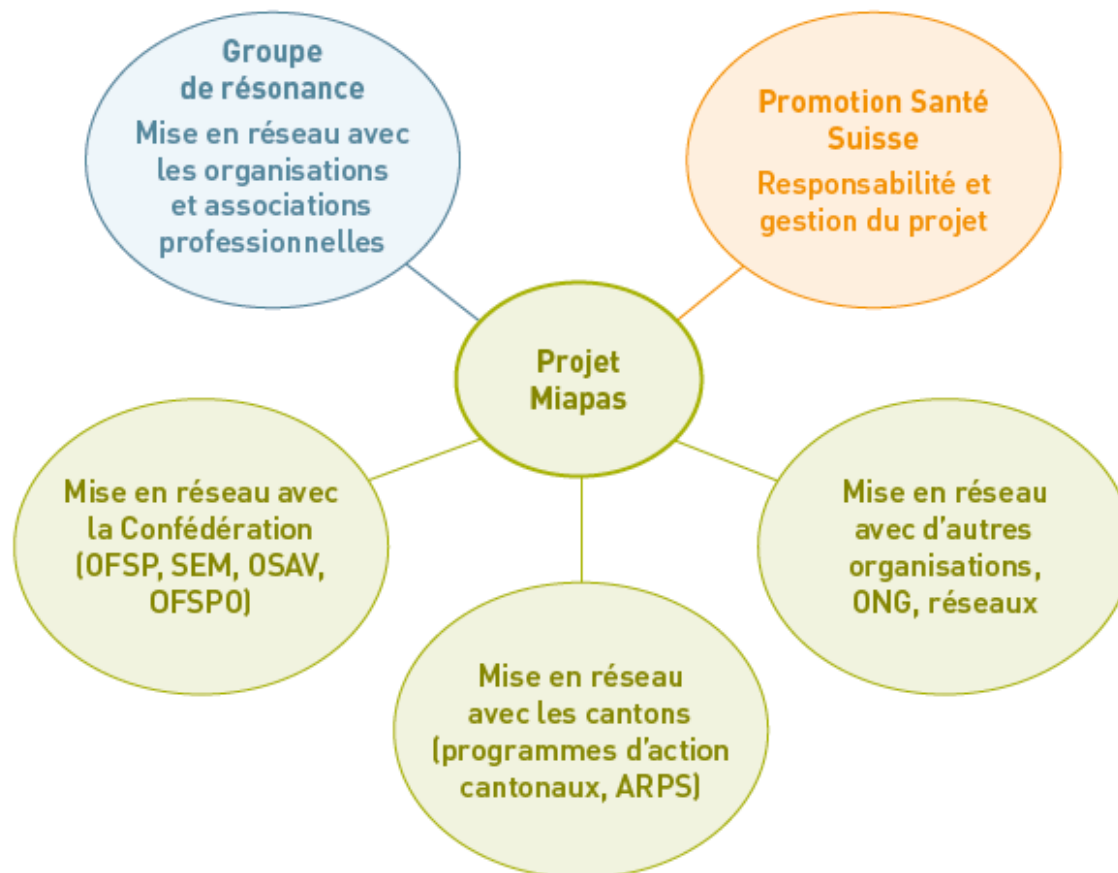 Groupe
de résonance
Mise en réseau avec
les organisations
et associations
professionnelles
Promotion Santé
Suisse
Responsabilité et
gestion du projet
Projet
Miapas
Mise en réseau avec
la Confédération
(OFSP, SEM, OSAV,
OFSPO)
Mise en réseau
avec les cantons
(programmes d'action
cantonaux, ARPS)
Mise en réseau
avec d'autres
organisations,
ONG, réseaux